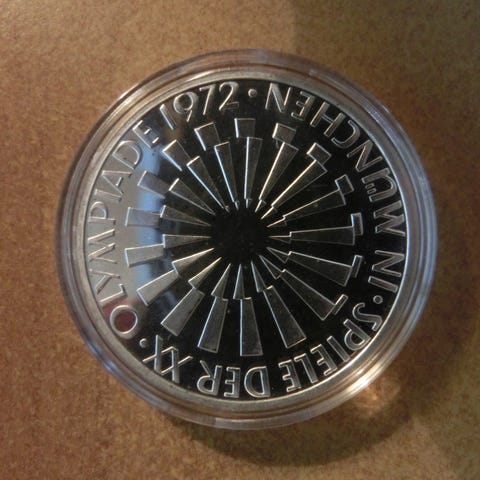 SPIELE DER XX · OLYMPIADE 1972 · IN MÜNCHEN ·